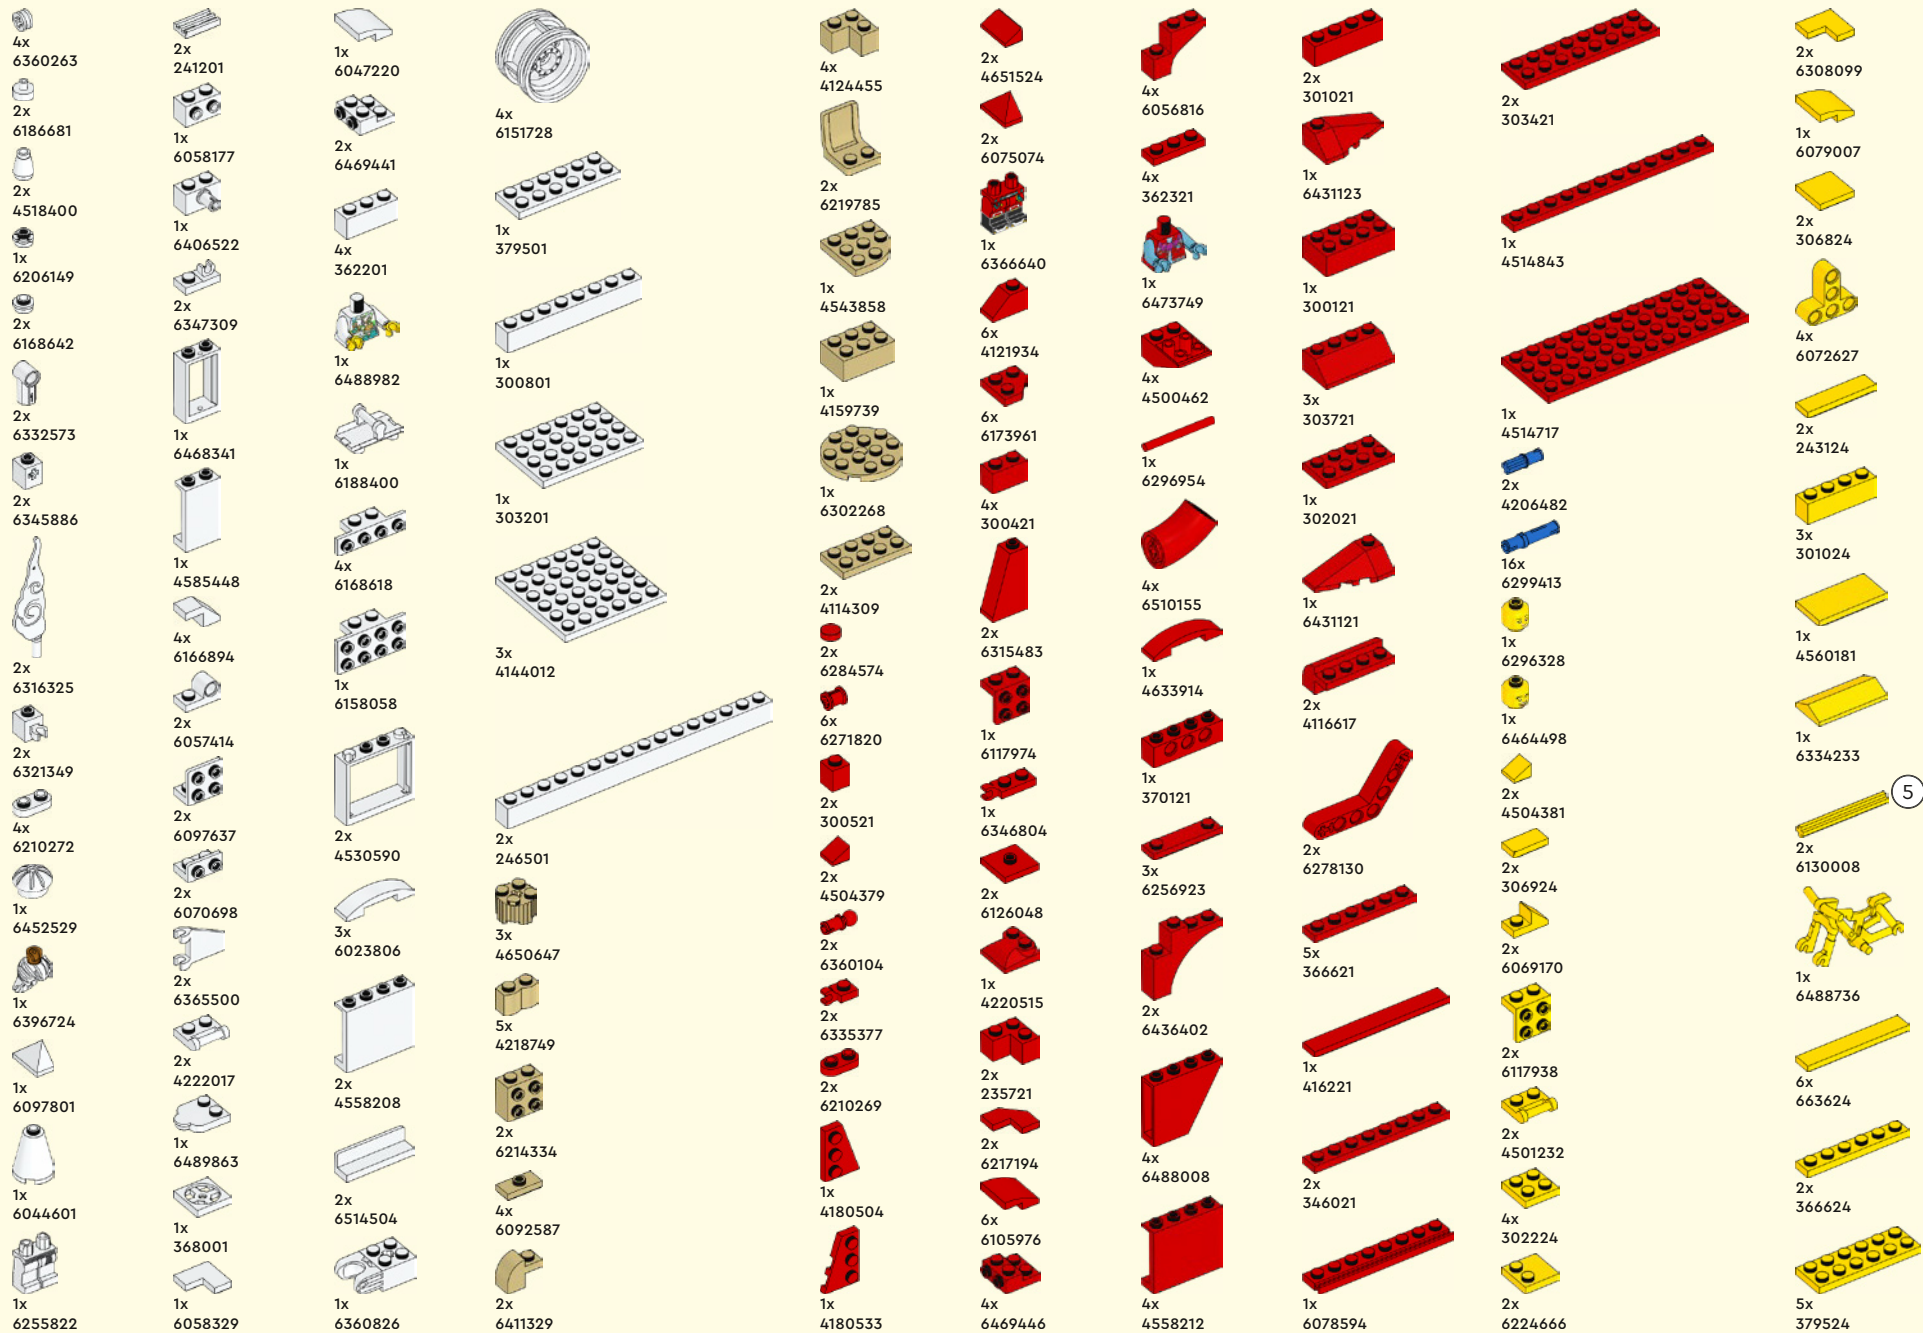 4x
6360263
2x
6186681
2x
4518400
1x
6206149
2x
6168642
2x
6332573
2x
6345886
2x
6316325
2x
6321349
4x
6210272
1x
6452529
1x
6396724
1x
6097801
1x
6044601
1x
6255822
2x
241201
1x
6058177
1x
6406522
2x
6347309
1x
6468341
1x
4585448
4x
6166894
2x
6057414
2x
6097637
2x
6070698
2x
6365500
2x
4222017
1x
6489863
1x
368001
1x
6058329
1x
6047220
2x
6469441
4x
362201
1x
6488982
1x
6188400
4x
6168618
1x
6158058
2x
4530590
3x
6023806
2x
4558208
2x
6514504
1x
6360826
4x
6151728
1x
379501
1x
300801
1x
303201
3x
4144012
2x
246501
3x
4650647
5x
4218749
2x
6214334
4x
6092587
2x
6411329
4x
4124455
2x
6219785
1x
4543858
1x
4159739
1x
6302268
2x
4114309
2x
6284574
6x
6271820
2x
300521
2x
4504379
2x
6360104
2x
6335377
2x
6210269
1x
4180504
1x
4180533
2x
4651524
2x
6075074
1x
6366640
6x
4121934
6x
6173961
4x
300421
2x
6315483
1x
6117974
1x
6346804
2x
6126048
1x
4220515
2x
235721
2x
6217194
6x
6105976
4x
6469446
4x
6056816
4x
362321
1x
6473749
4x
4500462
1x
6296954
4x
6510155
1x
4633914
1x
370121
3x
6256923
2x
6436402
4x
6488008
4x
4558212
2x
301021
1x
6431123
1x
300121
3x
303721
1x
302021
1x
6431121
2x
4116617
2x
6278130
5x
366621
1x
416221
2x
346021
1x
6078594
2x
303421
1x
4514843
1x
4514717
2x
4206482
16x
6299413
1x
6296328
1x
6464498
2x
4504381
2x
306924
2x
6069170
2x
6117938
2x
4501232
4x
302224
2x
6224666
2x
6308099
1x
6079007
2x
306824
4x
6072627
2x
243124
3x
301024
1x
4560181
1x
6334233
5
2x
6130008
1x
6488736
6x
663624
2x
366624
5x
379524